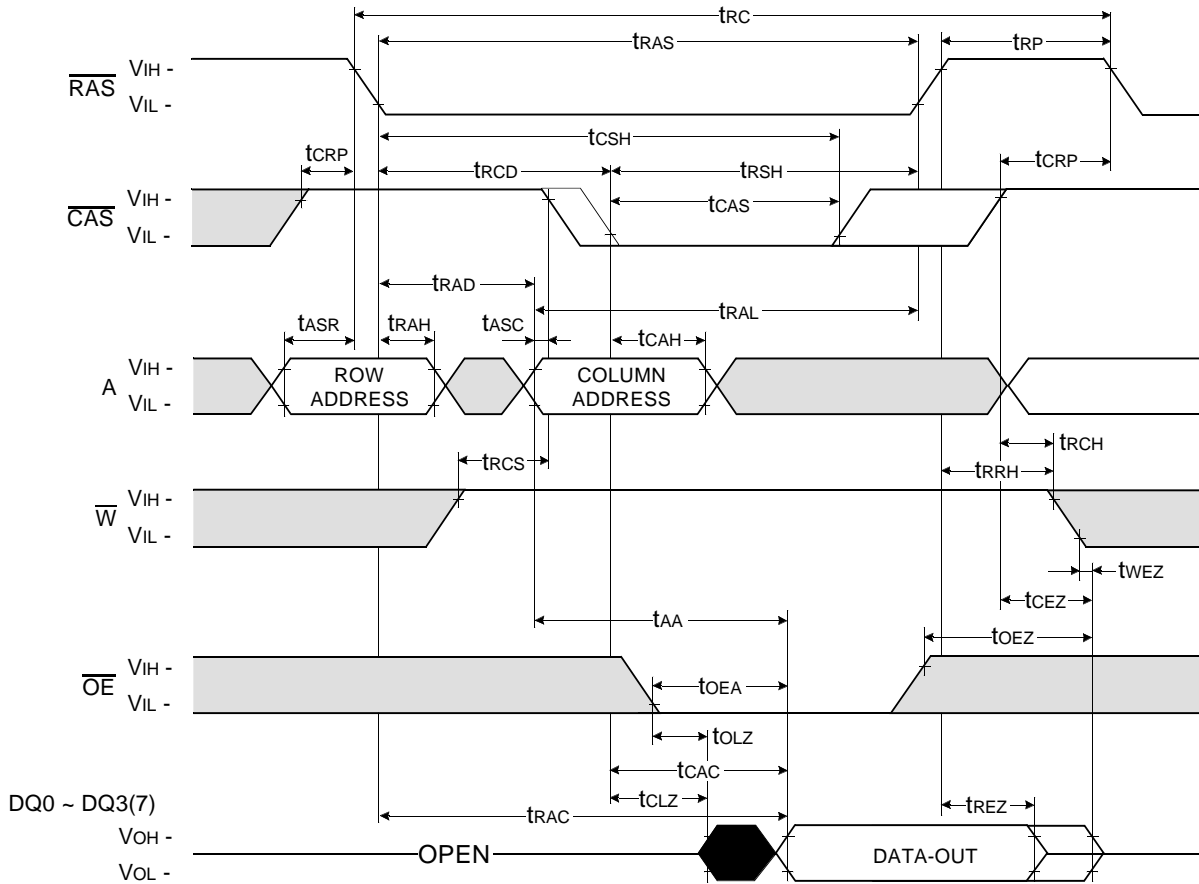 tRC
tRAS
tRP
RAS
VIH -
VIL -
tCSH
tCRP
tRCD
tRSH
tCRP
CAS
VIH -
VIL -
tCAS
tRAD
tRAL
tASR
tRAH
tASC
tCAH
A
VIH -
VIL -
ROW
ADDRESS
COLUMN
ADDRESS
tRCS
tRCH
tRRH
W
VIH -
VIL -
tWEZ
tCEZ
tAA
tOEZ
OE
VIH -
VIL -
tOEA
tOLZ
tCAC
tCLZ
tREZ
tRAC
DQ0 ~ DQ3(7)
VOH -
VOL -
OPEN
DATA-OUT